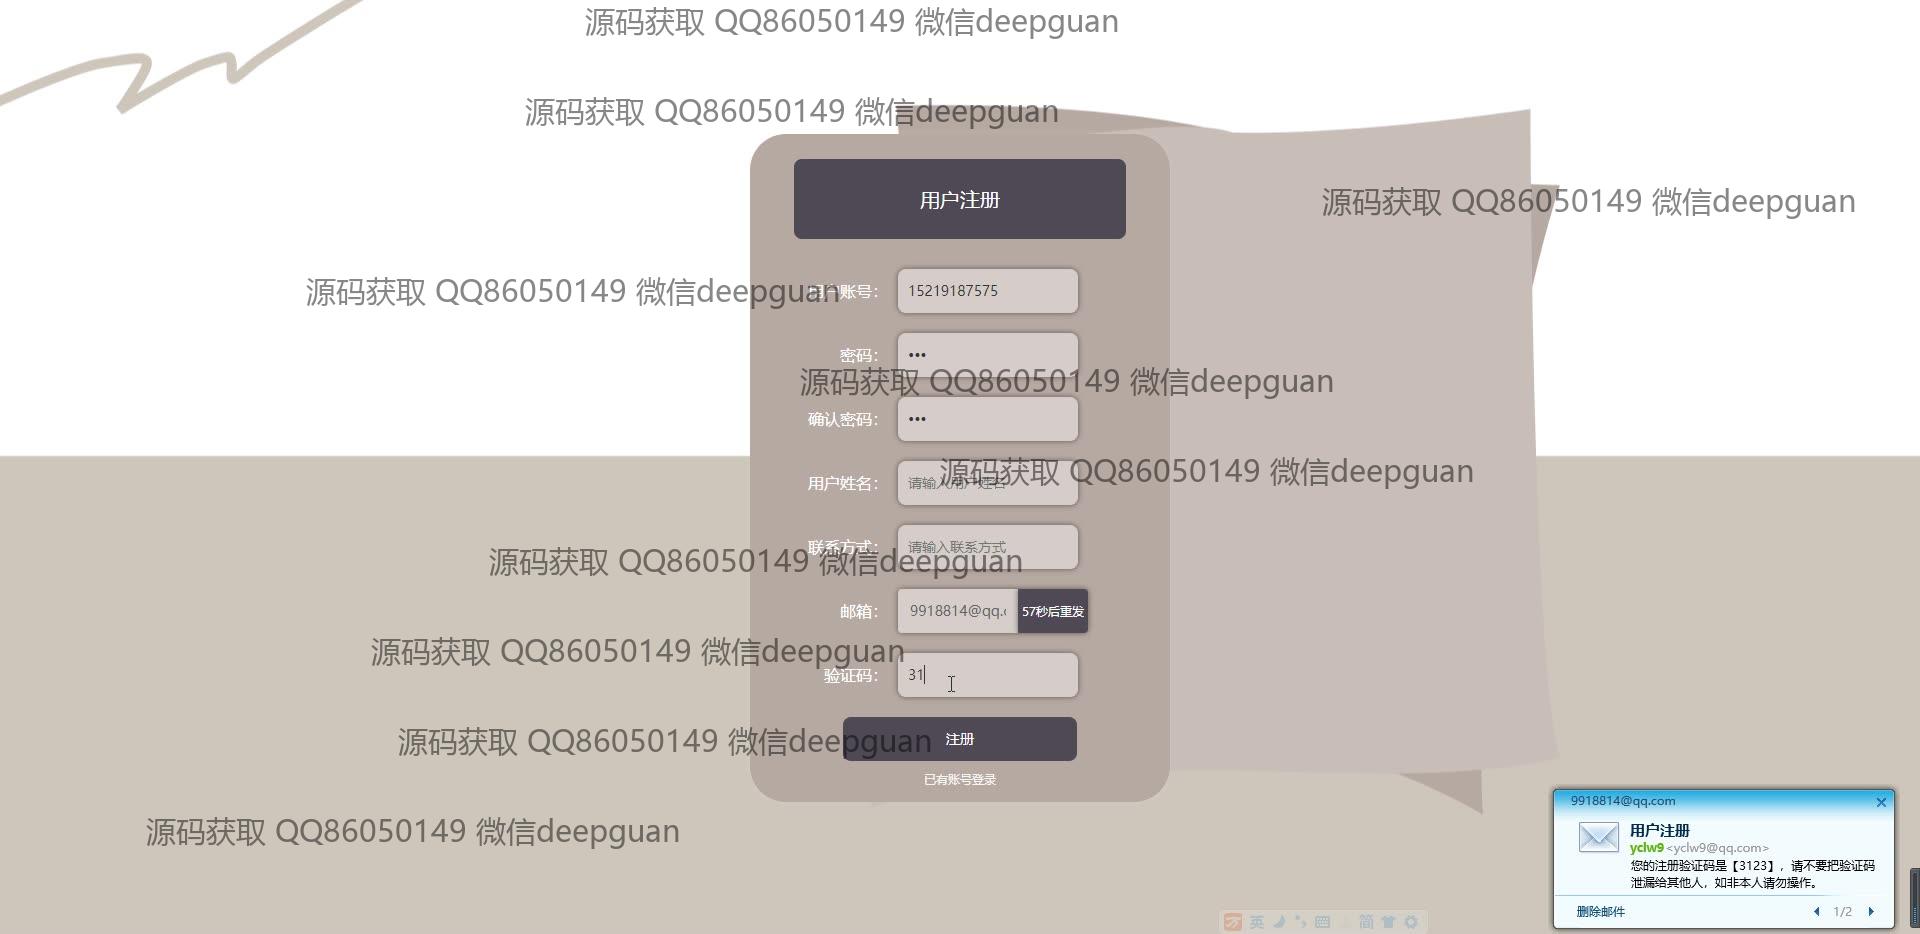 源码获取 QQ86050149 微信deepguan
源码获取 QQ86050149 微信deepguan
用户注册
源码获取 QQ86050149 微信deepguan
源码获取 QQ86050149 微信deepguan
用户账号：
15219187575
密码：
•••
源码获取 QQ86050149 微信deepguan
确认密码：
•••
源码获取 QQ86050149 微信deepguan
用户姓名：
请输入用户姓名
联系方式：
请输入联系方式
源码获取 QQ86050149 微信deepguan
邮箱：
9918814@qq.c
57秒后重发
源码获取 QQ86050149 微信deepguan
验证码：
31
源码获取 QQ86050149 微信deepguan
注册
已有账号登录
源码获取 QQ86050149 微信deepguan
9918814@qq.com
用户注册
yclw9 <yclw9@qq.com>
您的注册验证码是【3123】，请不要把验证码
泄漏给其他人，如非本人请勿操作。
删除邮件
1/2
英
简